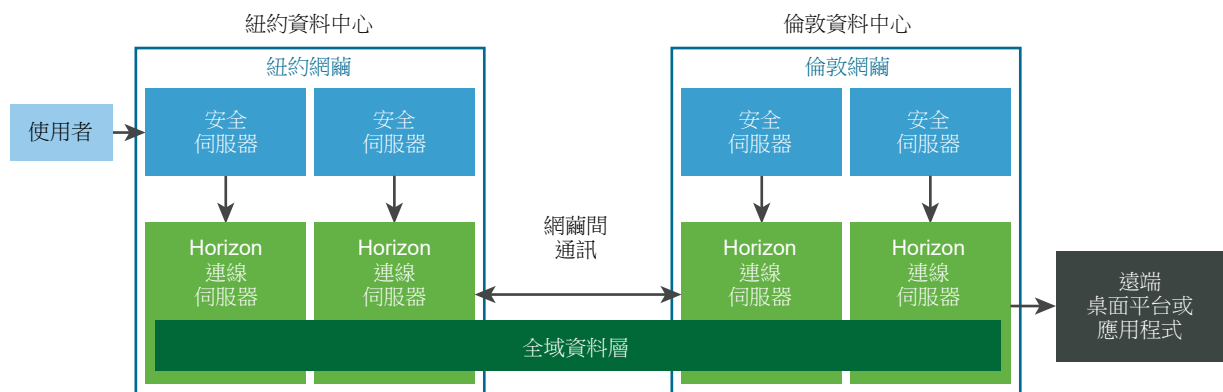 紐約資料中心
倫敦資料中心
紐約網繭
倫敦網繭
使用者
安全
伺服器
安全
伺服器
安全
伺服器
安全
伺服器
網繭間
通訊
Horizon
連線
伺服器
Horizon
連線
伺服器
Horizon
連線
伺服器
Horizon
連線
伺服器
遠端
桌面平台或
應用程式
全域資料層